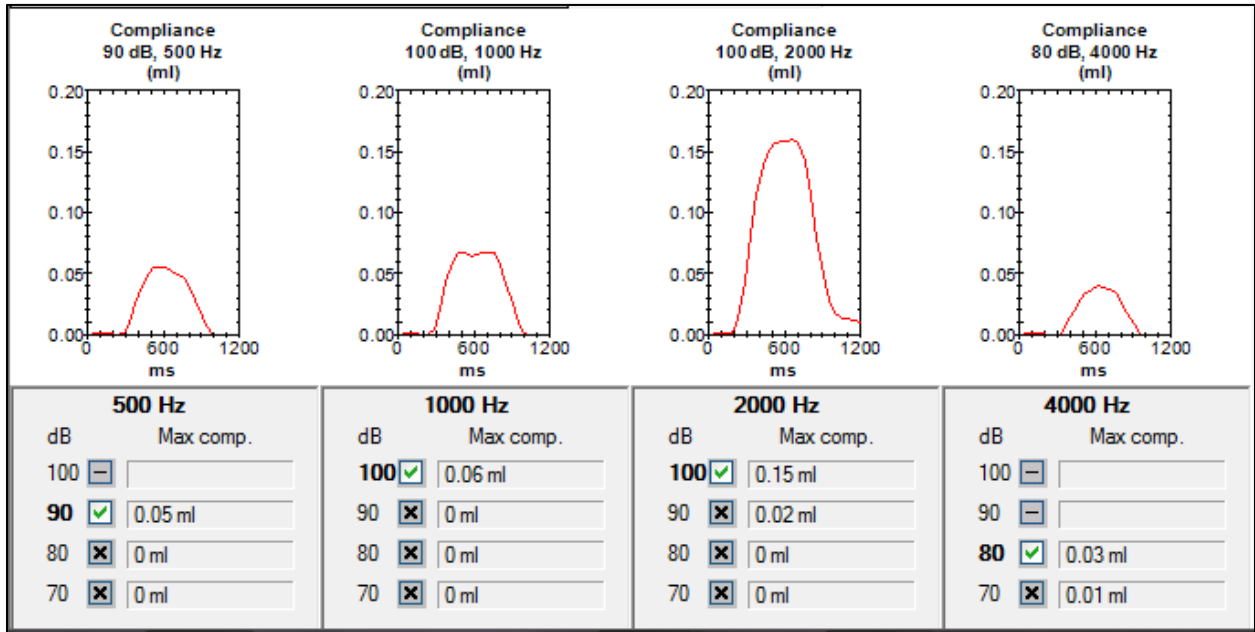 Compliance
90 dB, 500 Hz
(ml)
0.20
0.15
0.10
0.05
0.00
0 600 1200
ms
Compliance
100 dB, 1000 Hz
(ml)
0.20
0.15
0.10
0.05
0.00
0 600 1200
ms
Compliance
100 dB, 2000 Hz
(ml)
0.20
0.15
0.10
0.05
0.00
0 600 1200
ms
Compliance
80 dB, 4000 Hz
(ml)
0.20
0.15
0.10
0.05
0.00
0 600 1200
ms
500 Hz
dB Max comp.
100
90 0.05 ml
80 0 ml
70 0 ml
1000 Hz
dB Max comp.
100 0.06 ml
90 0 ml
80 0 ml
70 0 ml
2000 Hz
dB Max comp.
100 0.15 ml
90 0.02 ml
80 0 ml
70 0 ml
4000 Hz
dB Max comp.
100
90
80 0.03 ml
70 0.01 ml